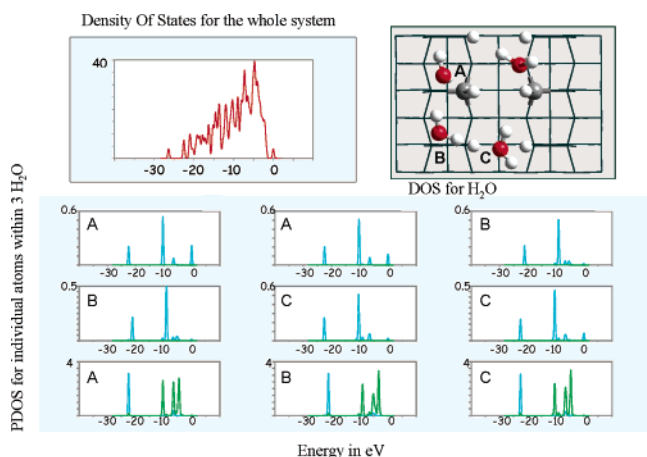 Density Of States for the whole system
40
-30 -20 -10 0
A
B C
DOS for H₂O
PDOS for individual atoms within 3 H₂O
0.6 A
-30 -20 -10 0
0.6 A
-30 -20 -10 0
0.6 B
-30 -20 -10 0
0.5 B
-30 -20 -10 0
0.6 C
-30 -20 -10 0
0.5 C
-30 -20 -10 0
4 A
-30 -20 -10 0
4 B
-30 -20 -10 0
4 C
-30 -20 -10 0
Energy in eV